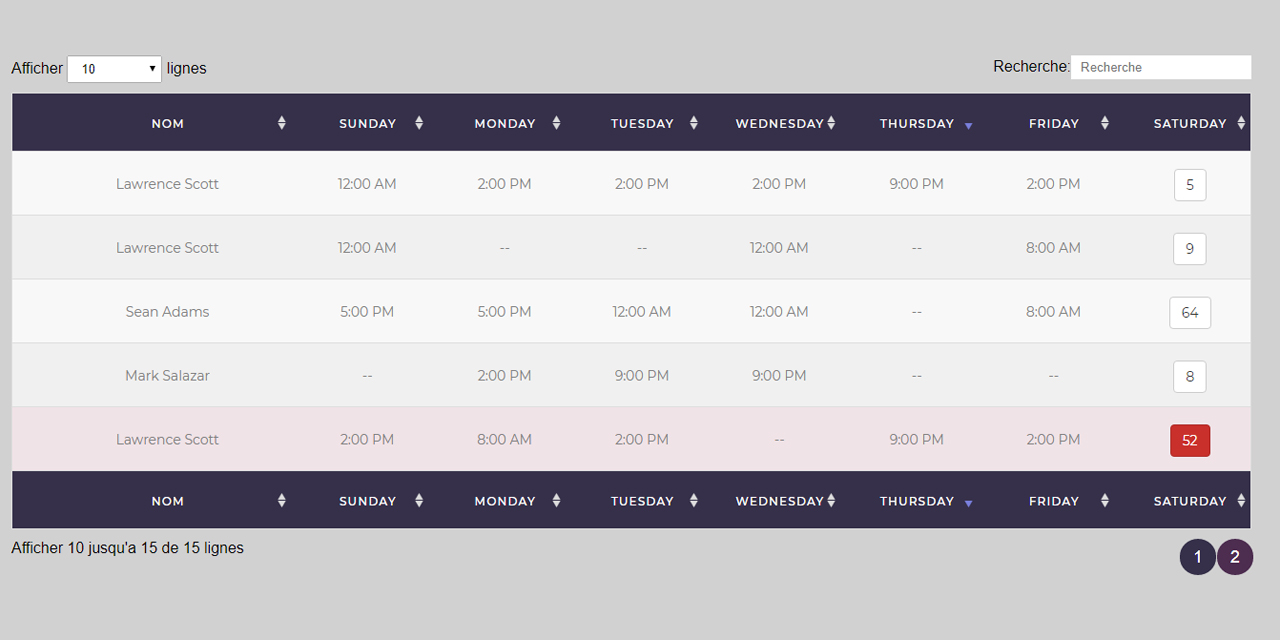 Afficher 10 lignes Recherche: Recherche
NOM SUNDAY MONDAY TUESDAY WEDNESDAY THURSDAY FRIDAY SATURDAY
Lawrence Scott 12:00 AM 2:00 PM 2:00 PM 2:00 PM 9:00 PM 2:00 PM 5
Lawrence Scott 12:00 AM -- -- 12:00 AM -- 8:00 AM 9
Sean Adams 5:00 PM 5:00 PM 12:00 AM 12:00 AM -- 8:00 AM 64
Mark Salazar -- 2:00 PM 9:00 PM 9:00 PM -- -- 8
Lawrence Scott 2:00 PM 8:00 AM 2:00 PM -- 9:00 PM 2:00 PM 52
NOM SUNDAY MONDAY TUESDAY WEDNESDAY THURSDAY FRIDAY SATURDAY
Afficher 10 jusqu'a 15 de 15 lignes 1 2